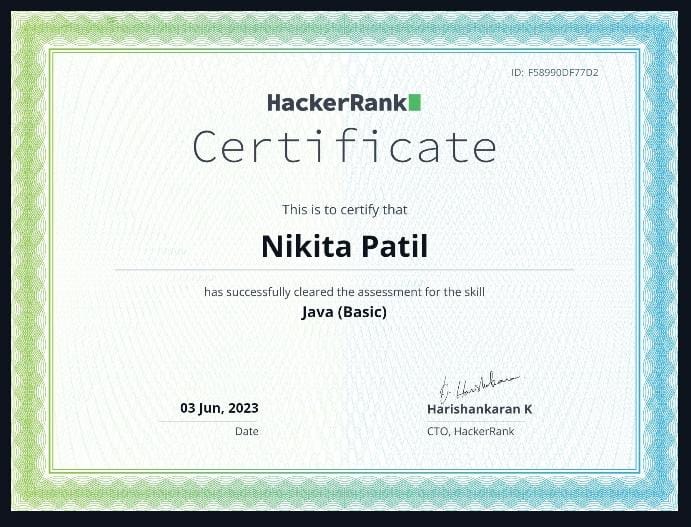 ID: F58990DF77D2
HackerRank
Certificate
This is to certify that
Nikita Patil
has successfully cleared the assessment for the skill
Java (Basic)
03 Jun, 2023
Date
Harishankaran K
CTO, HackerRank